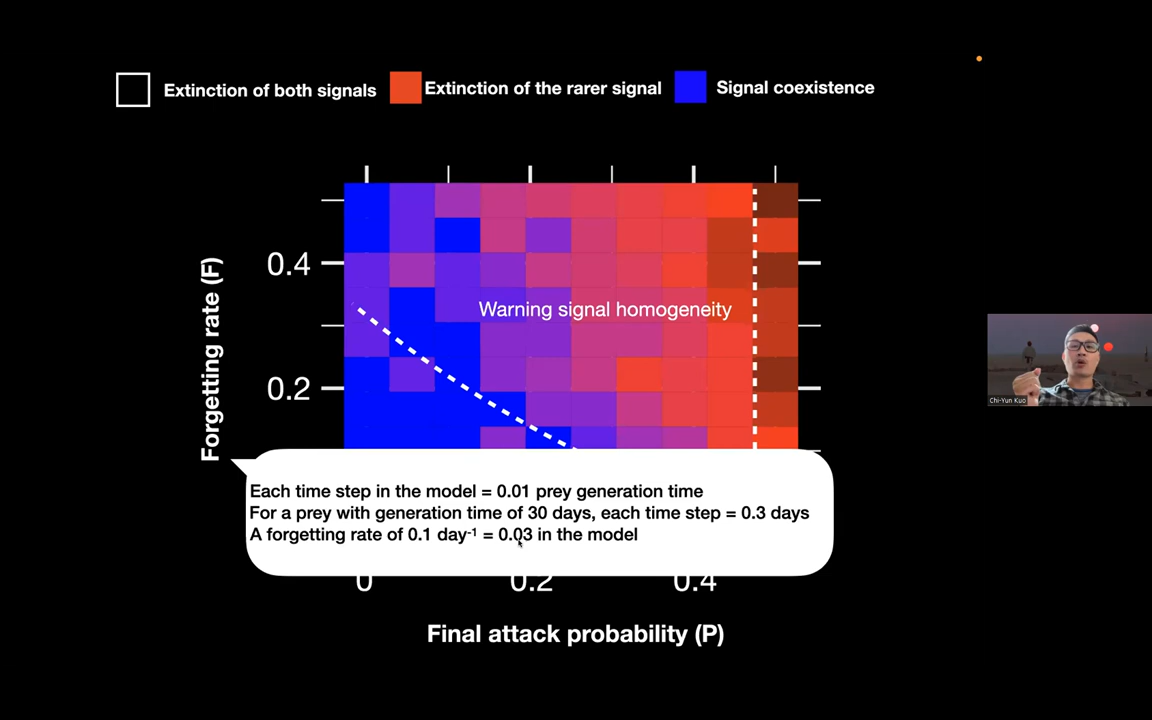 Extinction of both signals
Extinction of the rarer signal
Signal coexistence
Forgetting rate (F)
0.4
Warning signal homogeneity
0.2
Each time step in the model = 0.01 prey generation time
For a prey with generation time of 30 days, each time step = 0.3 days
A forgetting rate of 0.1 day⁻¹ = 0.03 in the model
0
0.2
0.4
Final attack probability (P)
Chi-Yun Kuo